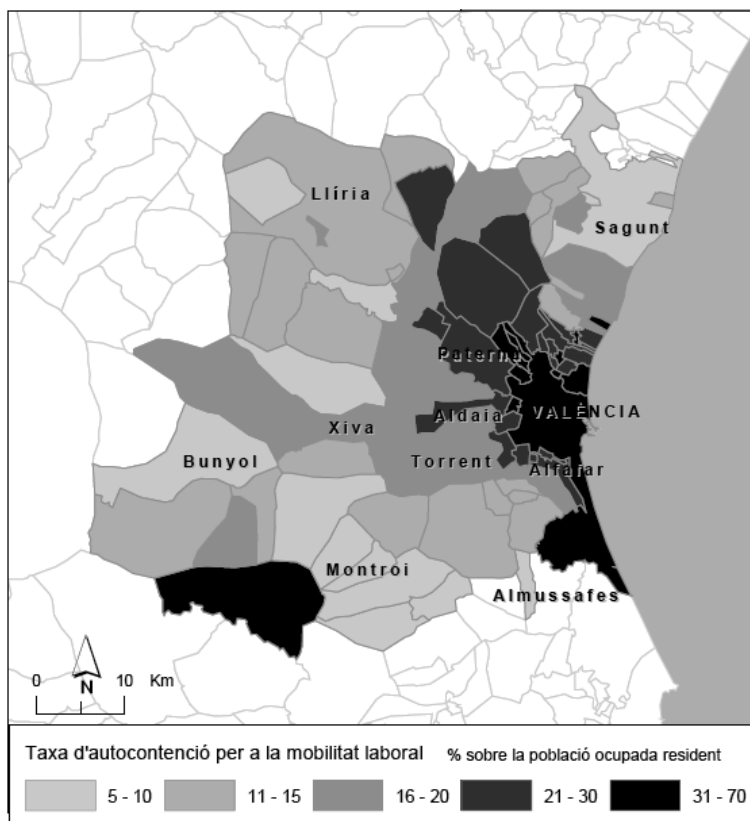 Llíria
Sagunt
Paterna
Aldaia
VALÈNCIA
Xiva
Bunyol
Torrent
Alfafar
Montroi
Almussafes
N
0 10 Km
Taxa d'autocontenció per a la mobilitat laboral % sobre la població ocupada resident
5 - 10 11 - 15 16 - 20 21 - 30 31 - 70